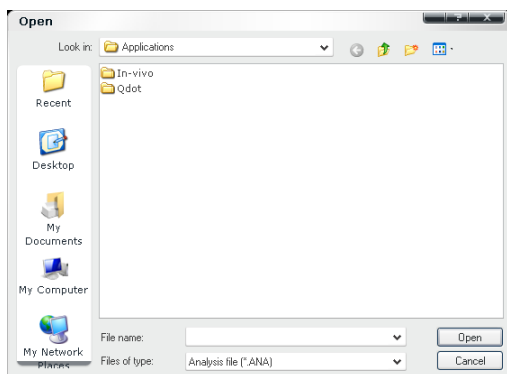 Open
? X
Look in: Applications
In-vivo
Qdot
Recent
Desktop
My
Documents
My Computer
My Network
Places
File name:
Open
Files of type: Analysis file (*.ANA)
Cancel